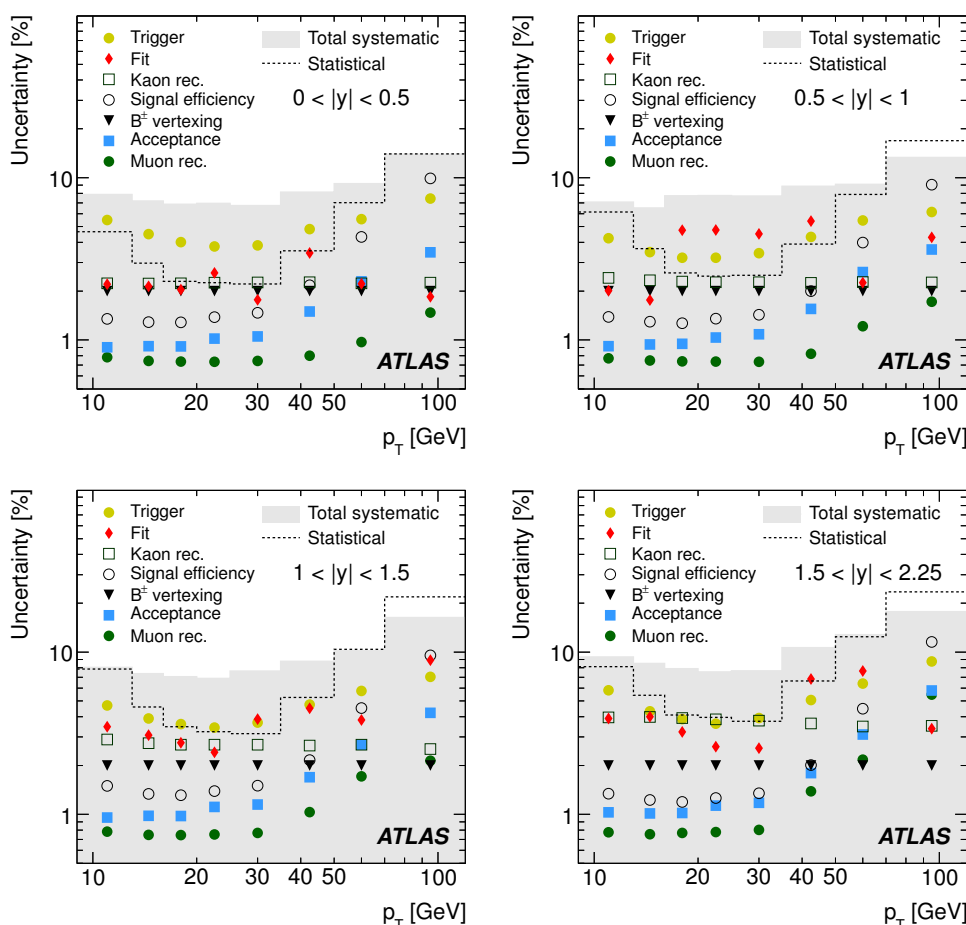 Uncertainty [%]
10
1
Trigger
Fit
Kaon rec.
Signal efficiency
B± vertexing
Acceptance
Muon rec.
Total systematic
Statistical
0 < |y| < 0.5
ATLAS
10 20 30 40 50 100
p_T [GeV]
Uncertainty [%]
10
1
Trigger
Fit
Kaon rec.
Signal efficiency
B± vertexing
Acceptance
Muon rec.
Total systematic
Statistical
0.5 < |y| < 1
ATLAS
10 20 30 40 50 100
p_T [GeV]
Uncertainty [%]
10
1
Trigger
Fit
Kaon rec.
Signal efficiency
B± vertexing
Acceptance
Muon rec.
Total systematic
Statistical
1 < |y| < 1.5
ATLAS
10 20 30 40 50 100
p_T [GeV]
Uncertainty [%]
10
1
Trigger
Fit
Kaon rec.
Signal efficiency
B± vertexing
Acceptance
Muon rec.
Total systematic
Statistical
1.5 < |y| < 2.25
ATLAS
10 20 30 40 50 100
p_T [GeV]